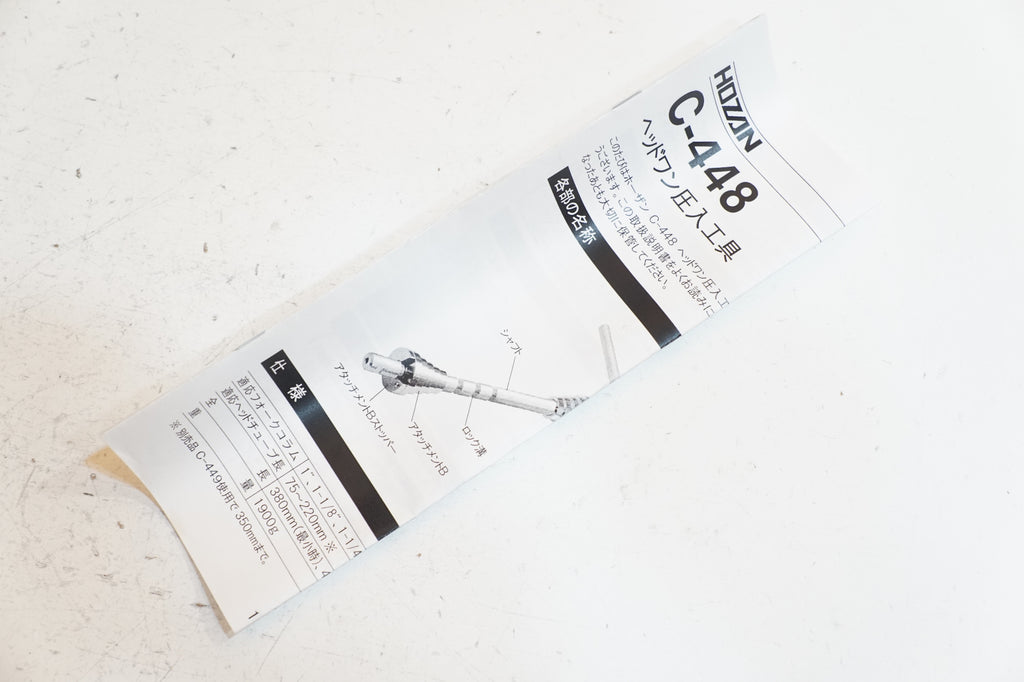 HOZAN
C-448
ヘッドワン圧入工具
このたびはホーザン C-448 ヘッドワン圧入工
うございます。この取扱説明書をよくお読みに
なったあとも大切に保管してください。
各部の名称
シャフト
アタッチメントBストッパー
アタッチメントB
ロック溝
仕 様
適応フォークコラム 1"、1-1/8"、1-1/4
適応ヘッドチューブ長 75～220mm ※
全 長 380mm(最小時)、4
重 量 1900g
※ 別売品 C-449使用で 350mmまで。
1